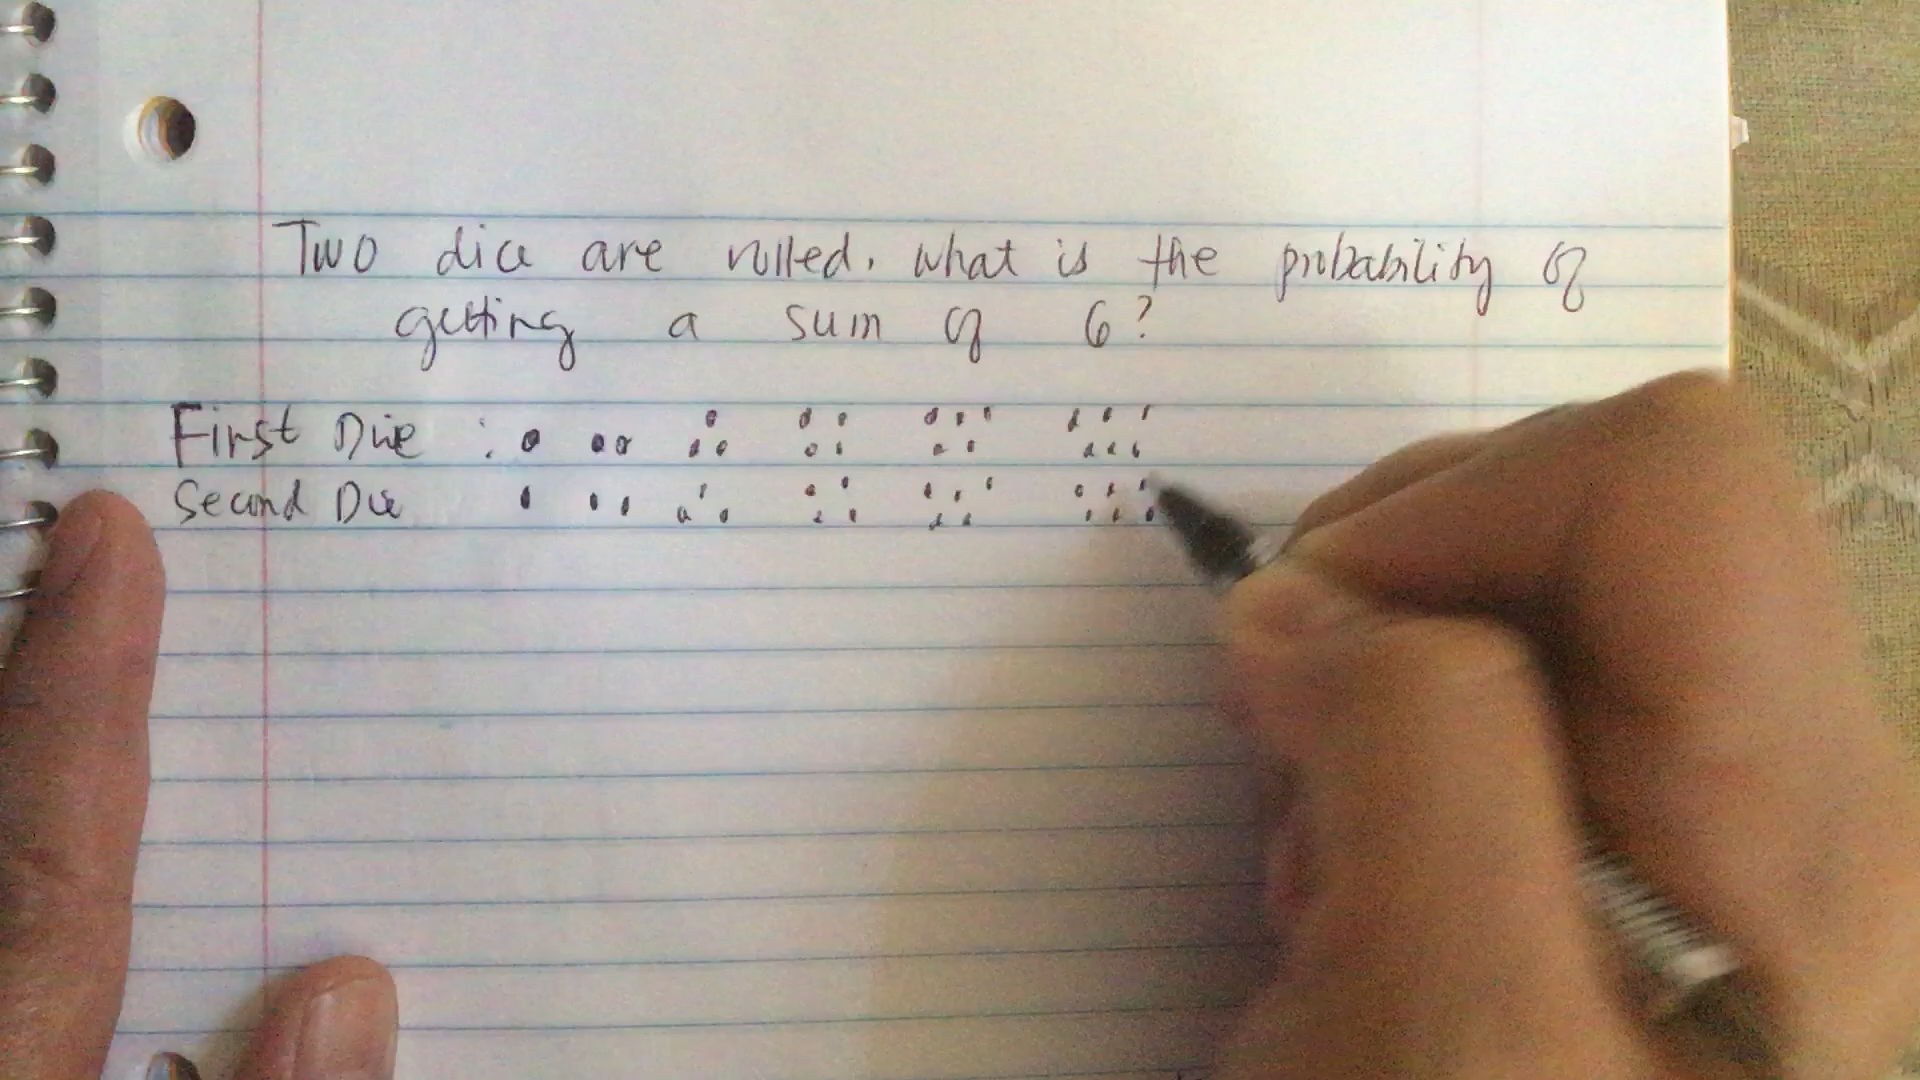 Two dice are rolled. What is the probability of
getting a sum of 6?
First Die :
Second Die